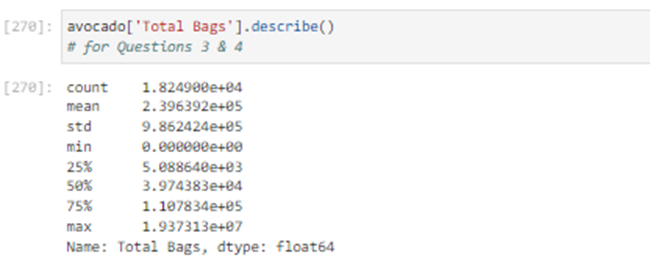 [270]: avocado['Total Bags'].describe()
# for Questions 3 & 4
[270]: count 1.824900e+04
mean 2.396392e+05
std 9.862424e+05
min 0.000000e+00
25% 5.088640e+03
50% 3.974383e+04
75% 1.107834e+05
max 1.937313e+07
Name: Total Bags, dtype: float64